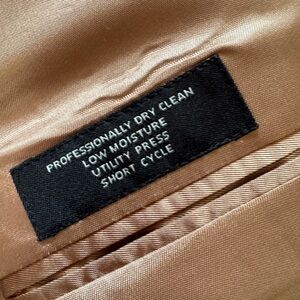 PROFESSIONALLY DRY CLEAN
LOW MOISTURE
UTILITY PRESS
SHORT CYCLE